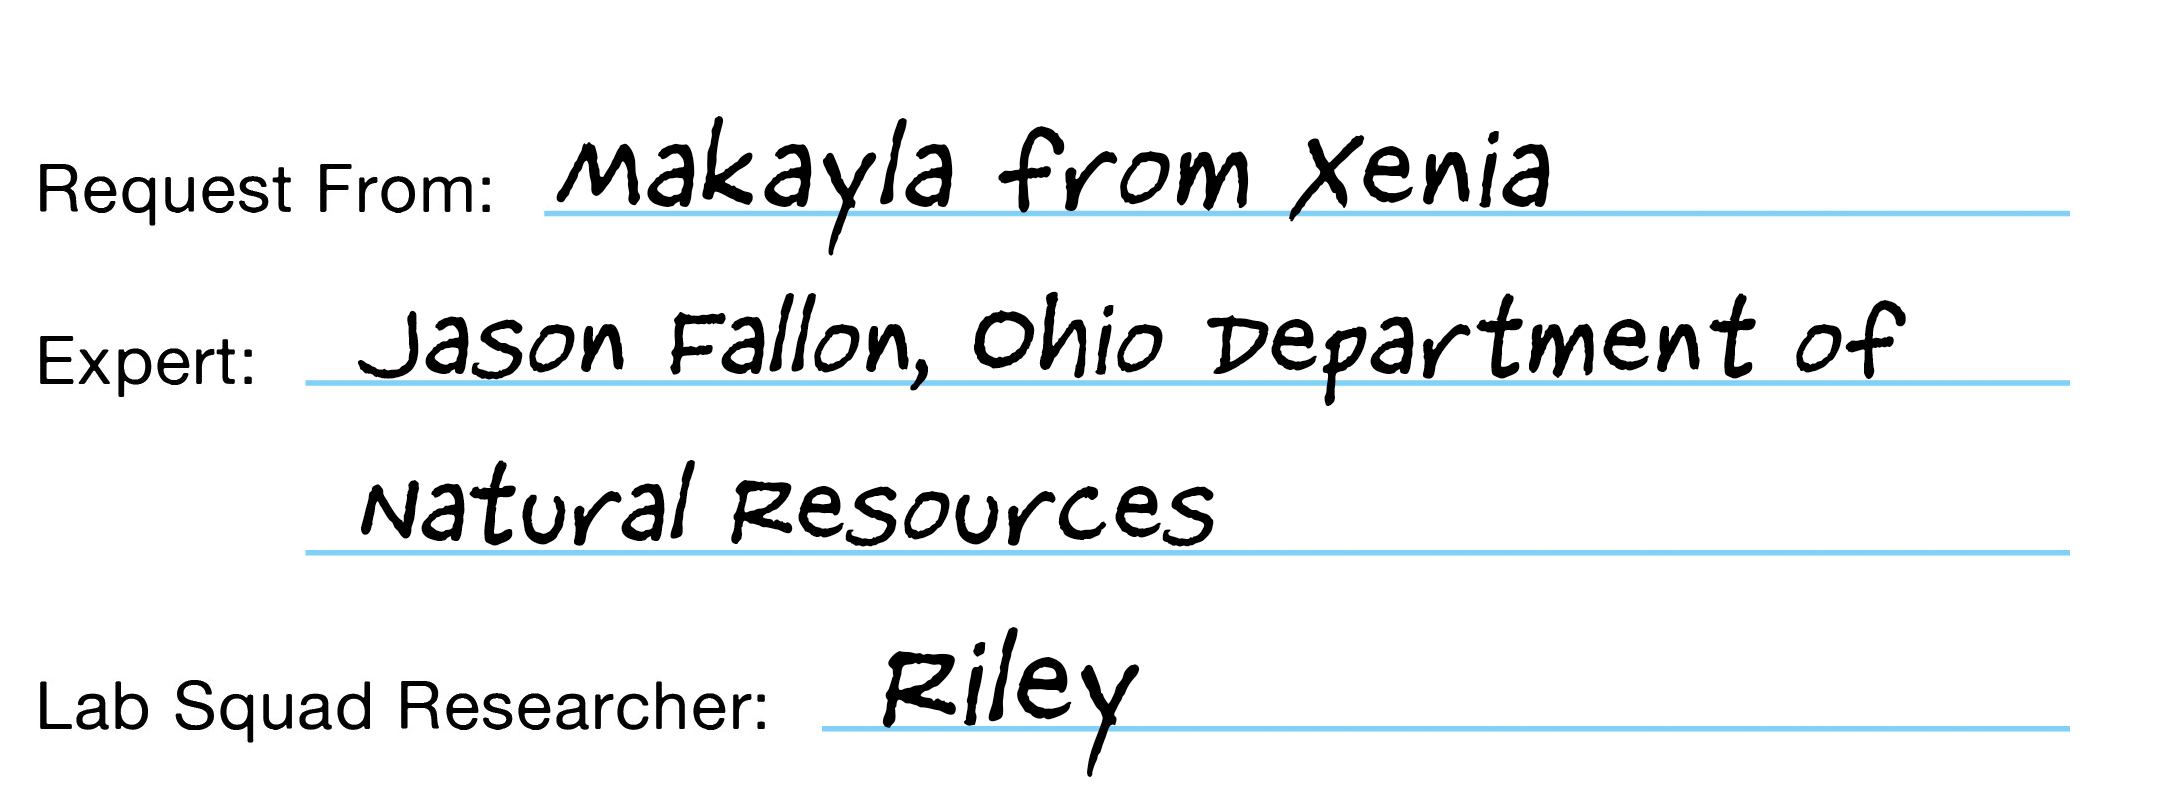 Request From: Makayla from Xenia
Expert: Jason Fallon, Ohio Department of
Natural Resources
Lab Squad Researcher: Riley